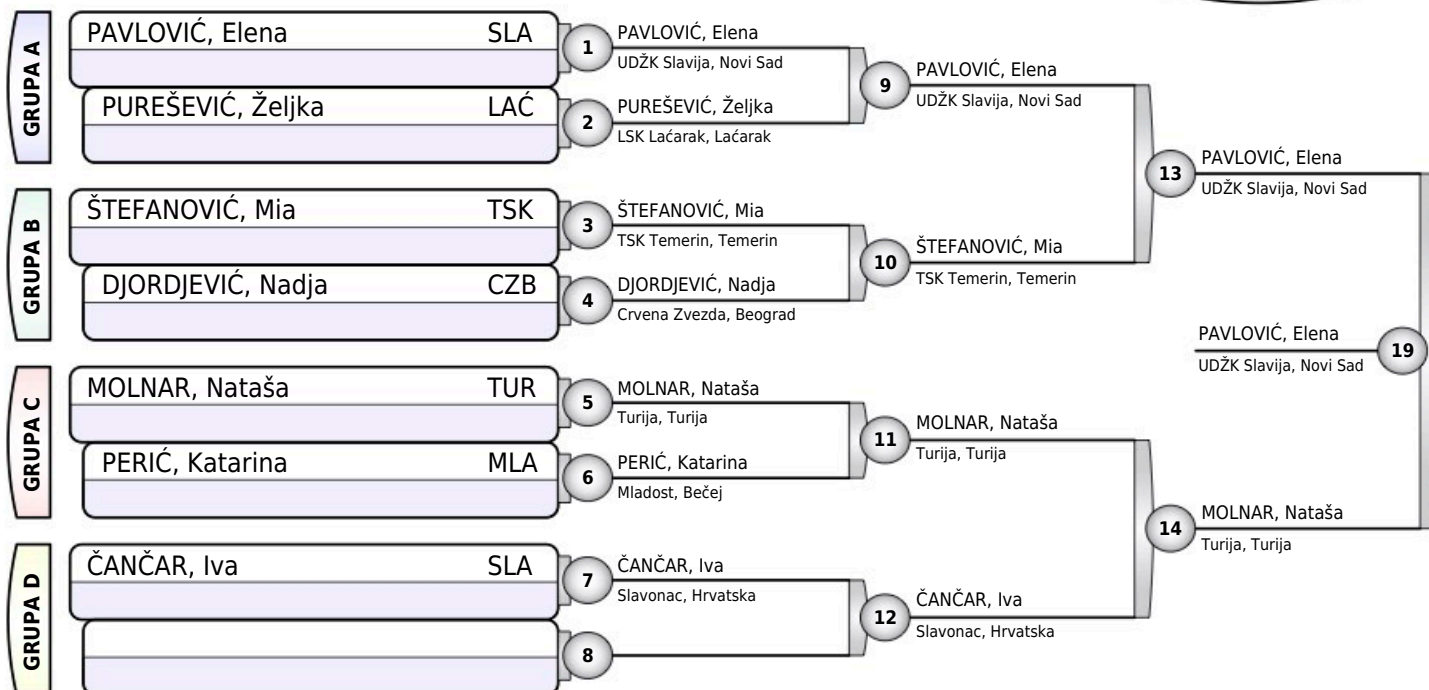 GRUPA A
PAVLOVIĆ, Elena SLA
PUREŠEVIĆ, Željka LAĆ
GRUPA B
ŠTEFANOVIĆ, Mia TSK
DJORDJEVIĆ, Nadja CZB
GRUPA C
MOLNAR, Nataša TUR
PERIĆ, Katarina MLA
GRUPA D
ČANČAR, Iva SLA
1
PAVLOVIĆ, Elena
UDŽK Slavija, Novi Sad
2
PUREŠEVIĆ, Željka
LSK Laćarak, Laćarak
3
ŠTEFANOVIĆ, Mia
TSK Temerin, Temerin
4
DJORDJEVIĆ, Nadja
Crvena Zvezda, Beograd
5
MOLNAR, Nataša
Turija, Turija
6
PERIĆ, Katarina
Mladost, Bečej
7
ČANČAR, Iva
Slavonac, Hrvatska
8
9
PAVLOVIĆ, Elena
UDŽK Slavija, Novi Sad
10
ŠTEFANOVIĆ, Mia
TSK Temerin, Temerin
11
MOLNAR, Nataša
Turija, Turija
12
ČANČAR, Iva
Slavonac, Hrvatska
13
PAVLOVIĆ, Elena
UDŽK Slavija, Novi Sad
14
MOLNAR, Nataša
Turija, Turija
PAVLOVIĆ, Elena
UDŽK Slavija, Novi Sad
19